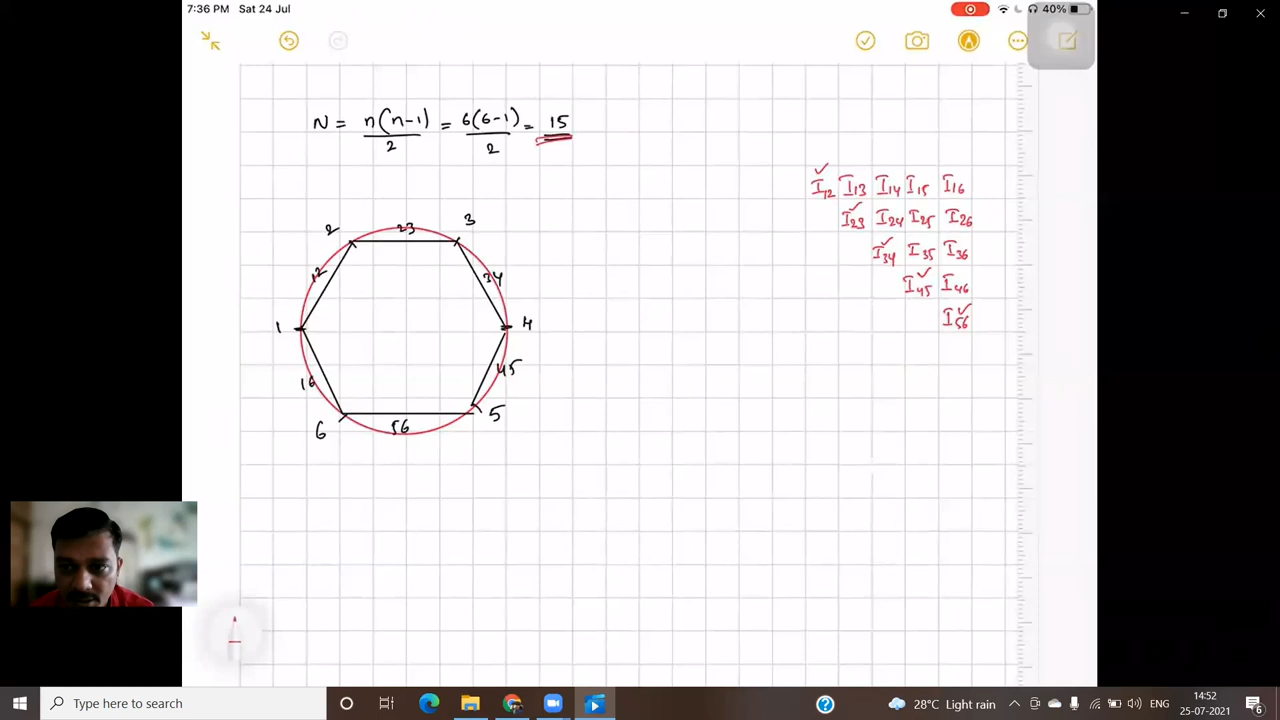 7:36 PM Sat 24 Jul 40%
N = n(n-1)/2 = 6(6-1)/2 = 15
I12 I13 I14 I15 I16
I23 I24 I25 I26
I34 I35 I36
I45 I46
I56
2 23 3
12 34
1 4
16 45
6 56 5
Type here to search
28°C Light rain
14:52
25-07-2021
6